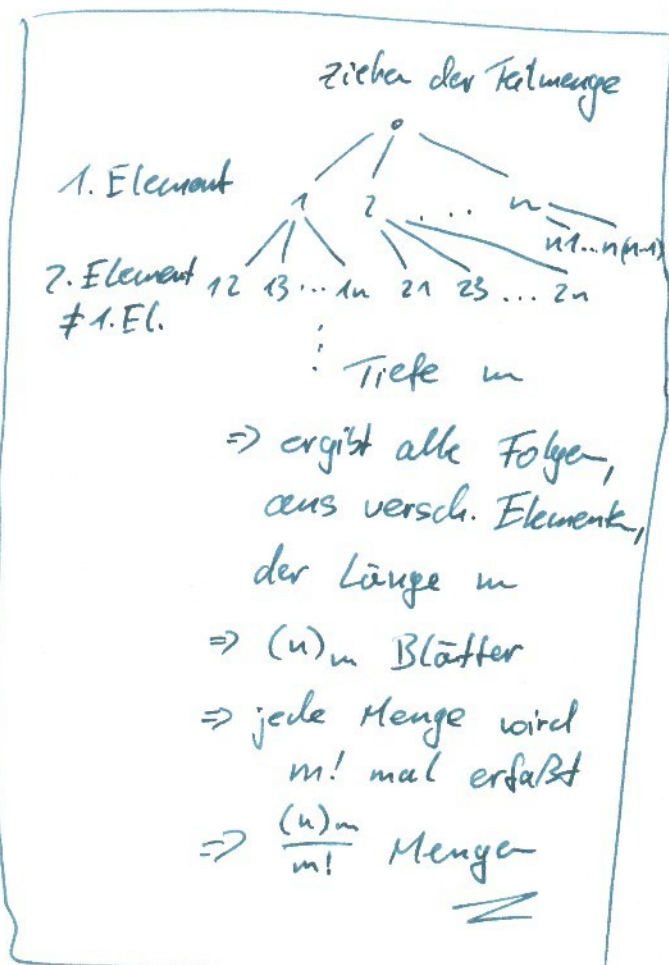 ziehen der Teilmenge
1. Element
1 2 . . . n
n1...n(n-1)
2. Element 12 13 ... 1n 21 23 ... 2n
≠ 1. El.
⋮ Tiefe m
=> ergibt alle Folgen,
aus versch. Elementen,
der Länge m
=> (n)m Blätter
=> jede Menge wird
m! mal erfaßt
=> (n)m / m! Mengen